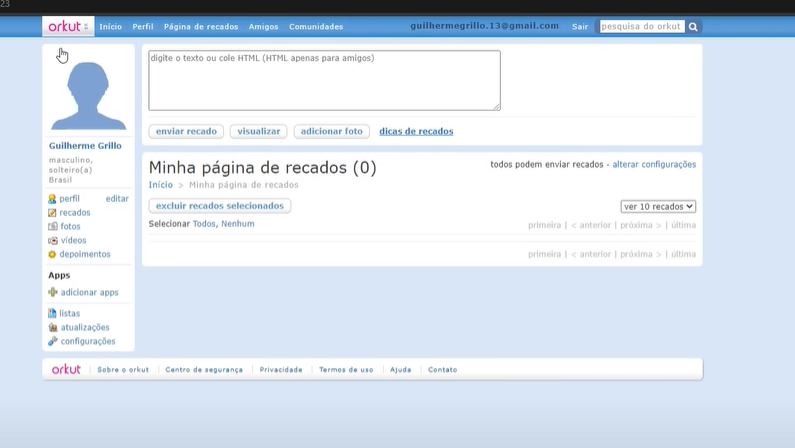 23
orkut Início Perfil Página de recados Amigos Comunidades guilhermegrillo.13@gmail.com Sair pesquisa do orkut
digite o texto ou cole HTML (HTML apenas para amigos)
enviar recado visualizar adicionar foto dicas de recados
Guilherme Grillo
masculino,
solteiro(a)
Brasil
perfil editar
recados
fotos
vídeos
depoimentos
Apps
adicionar apps
listas
atualizações
configurações
Minha página de recados (0) todos podem enviar recados - alterar configurações
Início > Minha página de recados
excluir recados selecionados ver 10 recados
Selecionar Todos, Nenhum primeira | < anterior | próxima > | última
primeira | < anterior | próxima > | última
orkut Sobre o orkut Centro de segurança Privacidade Termos de uso Ajuda Contato